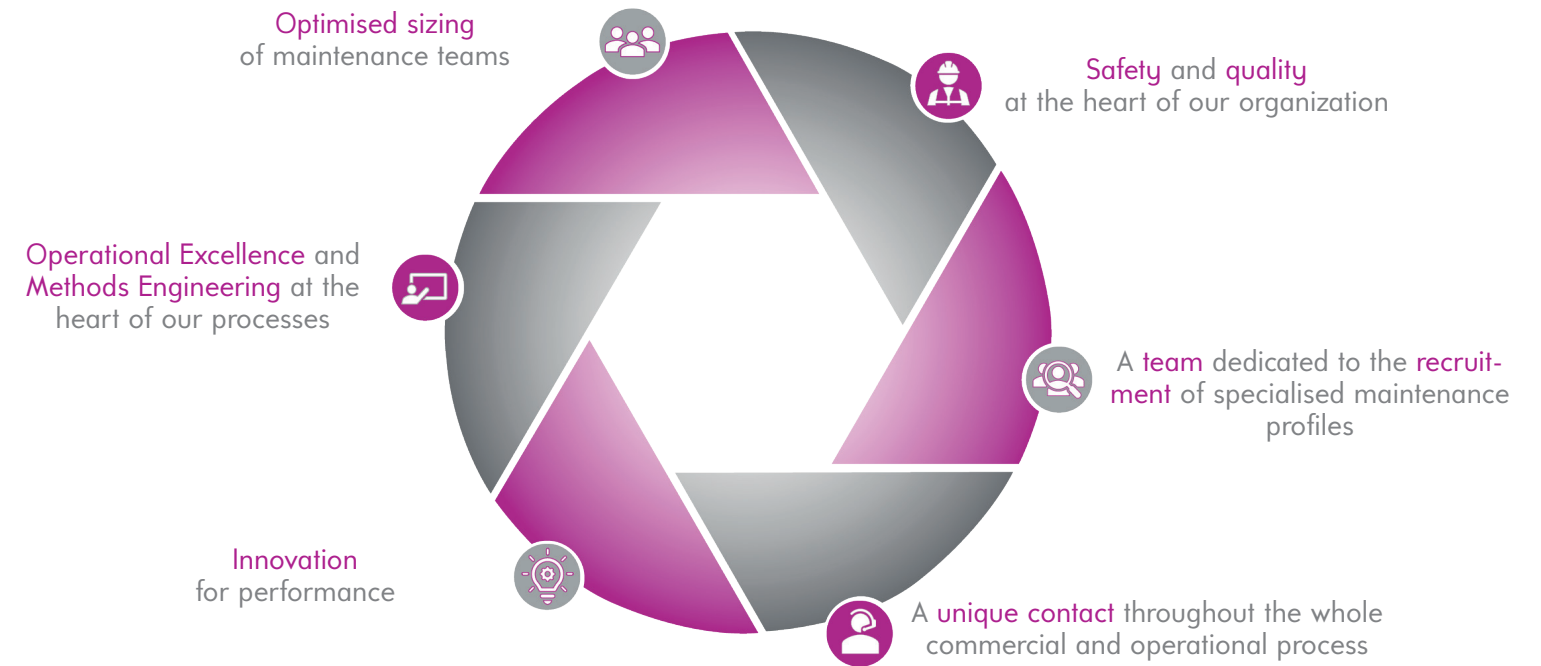 Optimised sizing
of maintenance teams
Safety and quality
at the heart of our organization
Operational Excellence and
Methods Engineering at the
heart of our processes
A team dedicated to the recruit-
ment of specialised maintenance
profiles
Innovation
for performance
A unique contact throughout the whole
commercial and operational process